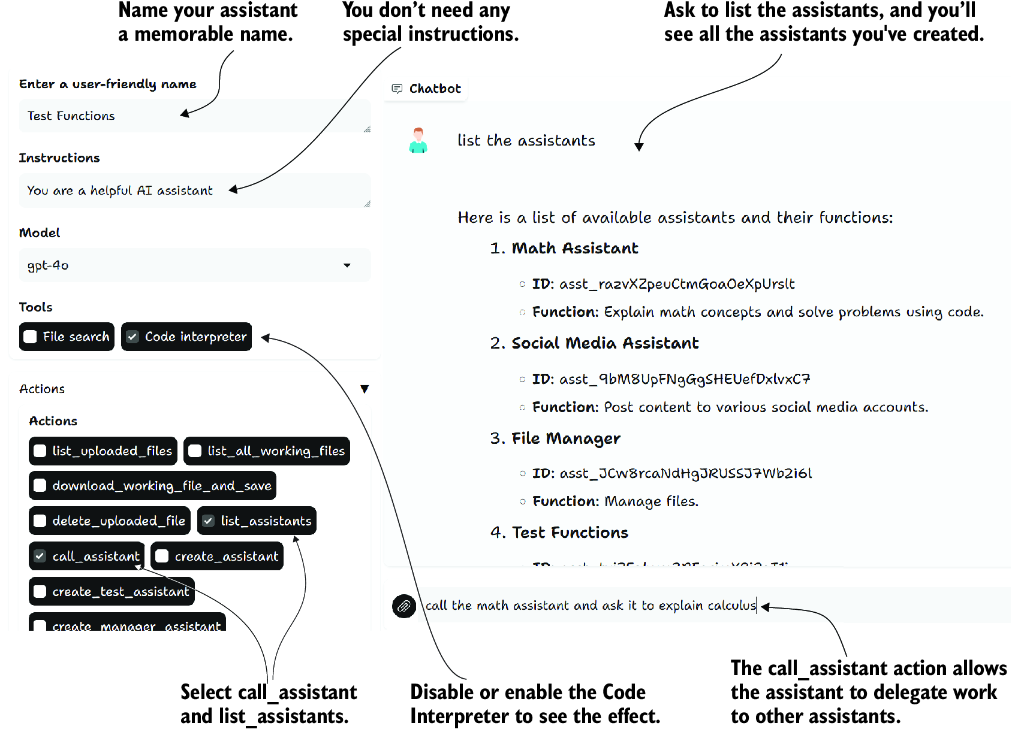 Name your assistant
a memorable name.
You don't need any
special instructions.
Ask to list the assistants, and you'll
see all the assistants you've created.
Enter a user-friendly name
Test Functions
Instructions
You are a helpful AI assistant
Model
gpt-4o
Tools
File search
Code interpreter
Actions
Actions
list_uploaded_files
list_all_working_files
download_working_file_and_save
delete_uploaded_file
list_assistants
call_assistant
create_assistant
create_test_assistant
create_manager_assistant
Chatbot
list the assistants
Here is a list of available assistants and their functions:
1. Math Assistant
ID: asst_razvXZpeuCtmGoaOeXpUrslt
Function: Explain math concepts and solve problems using code.
2. Social Media Assistant
ID: asst_9bM8UpFNgGgSHEUefDxlvxC7
Function: Post content to various social media accounts.
3. File Manager
ID: asst_JCw8rcaNdHgJRUSSJ7Wb2i6l
Function: Manage files.
4. Test Functions
call the math assistant and ask it to explain calculus
Select call_assistant
and list_assistants.
Disable or enable the Code
Interpreter to see the effect.
The call_assistant action allows
the assistant to delegate work
to other assistants.